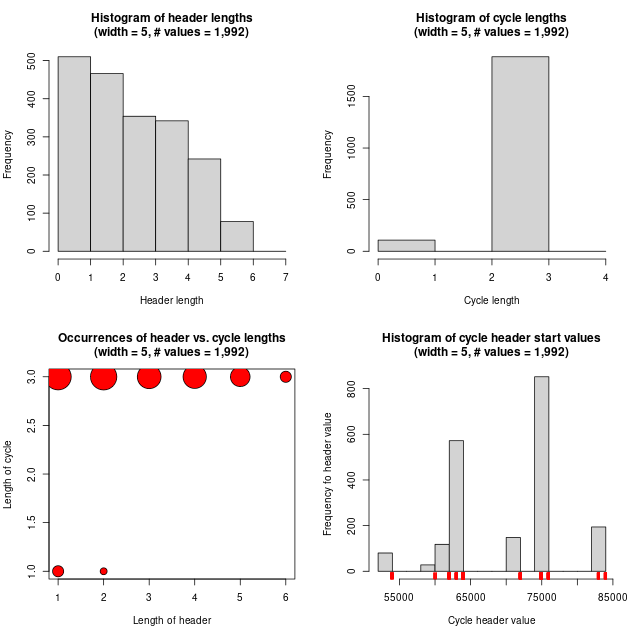 Histogram of header lengths
(width = 5, # values = 1,992)
Frequency
0 100 200 300 400 500
0 1 2 3 4 5 6 7
Header length
Histogram of cycle lengths
(width = 5, # values = 1,992)
Frequency
0 500 1000 1500
0 1 2 3 4
Cycle length
Occurrences of header vs. cycle lengths
(width = 5, # values = 1,992)
Length of cycle
1.0 1.5 2.0 2.5 3.0
1 2 3 4 5 6
Length of header
Histogram of cycle header start values
(width = 5, # values = 1,992)
Frequency fo header value
0 200 400 600 800
55000 65000 75000 85000
Cycle header value